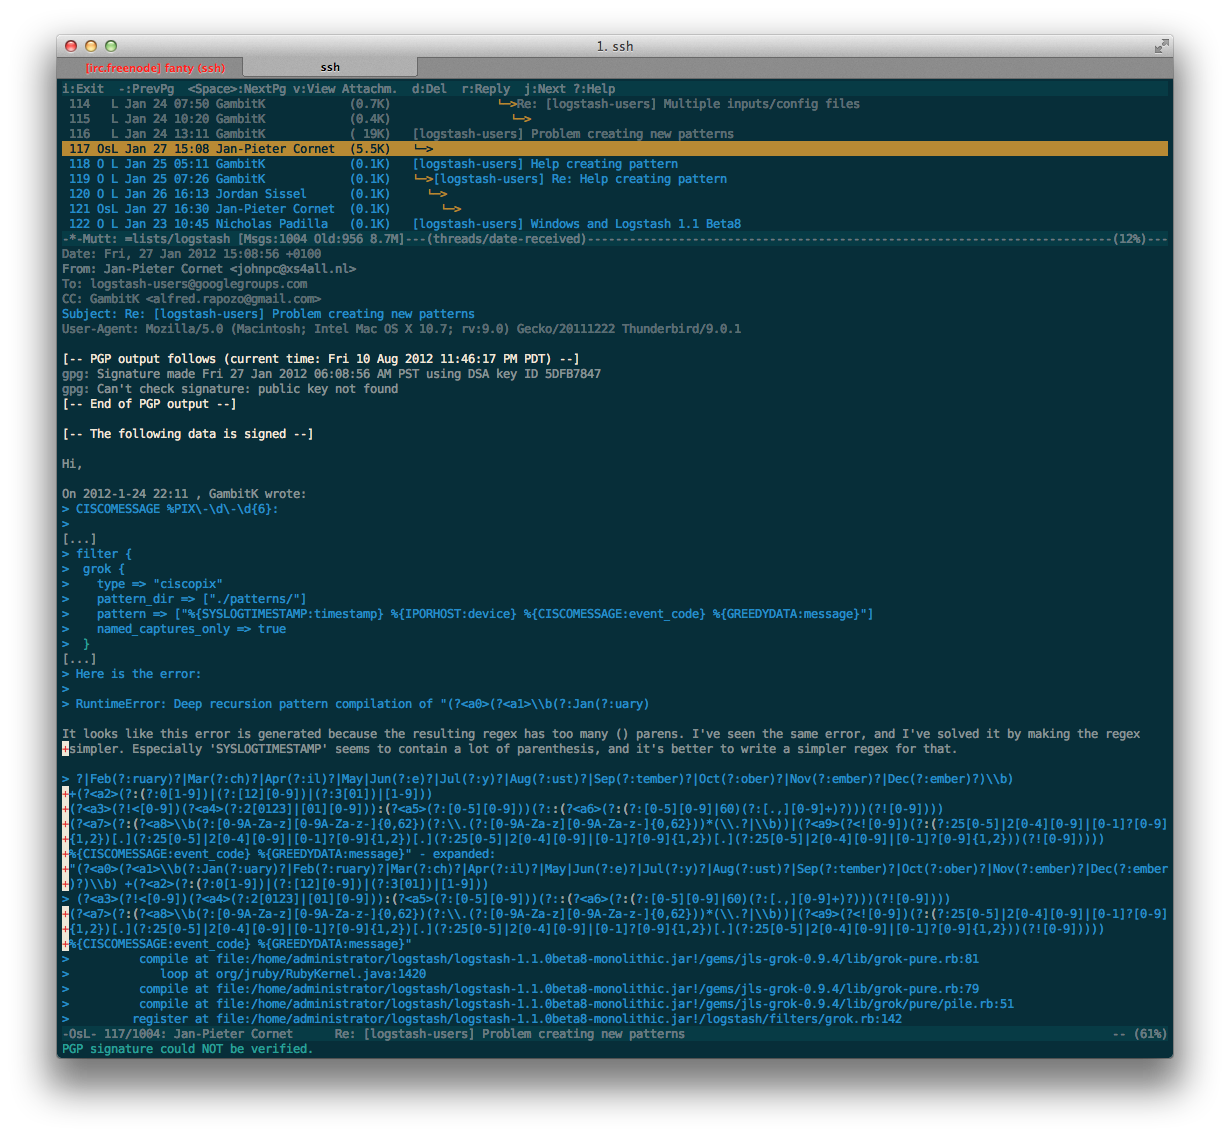 1. ssh
[irc.freenode] fanty (ssh)
ssh
i:Exit  -:PrevPg  <Space>:NextPg v:View Attachm.  d:Del  r:Reply  j:Next ?:Help
114   L Jan 24 07:50 GambitK            (0.7K)               └─>Re: [logstash-users] Multiple inputs/config files
115   L Jan 24 10:20 GambitK            (0.4K)                 └─>
116   L Jan 24 13:11 GambitK            ( 19K)   [logstash-users] Problem creating new patterns
117 OsL Jan 27 15:08 Jan-Pieter Cornet  (5.5K)   └─>
118 O L Jan 25 05:11 GambitK            (0.1K)   [logstash-users] Help creating pattern
119 O L Jan 25 07:26 GambitK            (0.1K)   └─>[logstash-users] Re: Help creating pattern
120 O L Jan 26 16:13 Jordan Sissel      (0.1K)     └─>
121 OsL Jan 27 16:30 Jan-Pieter Cornet  (0.1K)       └─>
122 O L Jan 23 10:45 Nicholas Padilla   (0.1K)   [logstash-users] Windows and Logstash 1.1 Beta8
-*-Mutt: =lists/logstash [Msgs:1004 Old:956 8.7M]---(threads/date-received)---------------------------------------------------------------------------(12%)---
Date: Fri, 27 Jan 2012 15:08:56 +0100
From: Jan-Pieter Cornet <johnpc@xs4all.nl>
To: logstash-users@googlegroups.com
CC: GambitK <alfred.rapozo@gmail.com>
Subject: Re: [logstash-users] Problem creating new patterns
User-Agent: Mozilla/5.0 (Macintosh; Intel Mac OS X 10.7; rv:9.0) Gecko/20111222 Thunderbird/9.0.1
[-- PGP output follows (current time: Fri 10 Aug 2012 11:46:17 PM PDT) --]
gpg: Signature made Fri 27 Jan 2012 06:08:56 AM PST using DSA key ID 5DFB7847
gpg: Can't check signature: public key not found
[-- End of PGP output --]
[-- The following data is signed --]
Hi,
On 2012-1-24 22:11 , GambitK wrote:
> CISCOMESSAGE %PIX\-\d\-\d{6}:
>
[...]
> filter {
>  grok {
>    type => "ciscopix"
>    pattern_dir => ["./patterns/"]
>    pattern => ["%{SYSLOGTIMESTAMP:timestamp} %{IPORHOST:device} %{CISCOMESSAGE:event_code} %{GREEDYDATA:message}"]
>    named_captures_only => true
>  }
[...]
> Here is the error:
>
> RuntimeError: Deep recursion pattern compilation of "(?<a0>(?<a1>\\b(?:Jan(?:uary)
It looks like this error is generated because the resulting regex has too many () parens. I've seen the same error, and I've solved it by making the regex
+simpler. Especially 'SYSLOGTIMESTAMP' seems to contain a lot of parenthesis, and it's better to write a simpler regex for that.
> ?|Feb(?:ruary)?|Mar(?:ch)?|Apr(?:il)?|May|Jun(?:e)?|Jul(?:y)?|Aug(?:ust)?|Sep(?:tember)?|Oct(?:ober)?|Nov(?:ember)?|Dec(?:ember)?)\\b)
++(?<a2>(?:(?:0[1-9])|(?:[12][0-9])|(?:3[01])|[1-9]))
+(?<a3>(?!<[0-9])(?<a4>(?:2[0123]|[01][0-9])):(?<a5>(?:[0-5][0-9]))(?::(?<a6>(?:(?:[0-5][0-9]|60)(?:[.,][0-9]+)?)))(?![0-9])))
+(?<a7>(?:(?<a8>\\b(?:[0-9A-Za-z][0-9A-Za-z-]{0,62})(?:\\.(?:[0-9A-Za-z][0-9A-Za-z-]{0,62}))*(\\.?|\\b))|(?<a9>(?<![0-9])(?:(?:25[0-5]|2[0-4][0-9]|[0-1]?[0-9]
+{1,2})[.](?:25[0-5]|2[0-4][0-9]|[0-1]?[0-9]{1,2})[.](?:25[0-5]|2[0-4][0-9]|[0-1]?[0-9]{1,2})[.](?:25[0-5]|2[0-4][0-9]|[0-1]?[0-9]{1,2}))(?![0-9]))))
+%{CISCOMESSAGE:event_code} %{GREEDYDATA:message}" - expanded:
+"(?<a0>(?<a1>\\b(?:Jan(?:uary)?|Feb(?:ruary)?|Mar(?:ch)?|Apr(?:il)?|May|Jun(?:e)?|Jul(?:y)?|Aug(?:ust)?|Sep(?:tember)?|Oct(?:ober)?|Nov(?:ember)?|Dec(?:ember
+)?)\\b) +(?<a2>(?:(?:0[1-9])|(?:[12][0-9])|(?:3[01])|[1-9]))
> (?<a3>(?!<[0-9])(?<a4>(?:2[0123]|[01][0-9])):(?<a5>(?:[0-5][0-9]))(?::(?<a6>(?:(?:[0-5][0-9]|60)(?:[.,][0-9]+)?)))(?![0-9])))
+(?<a7>(?:(?<a8>\\b(?:[0-9A-Za-z][0-9A-Za-z-]{0,62})(?:\\.(?:[0-9A-Za-z][0-9A-Za-z-]{0,62}))*(\\.?|\\b))|(?<a9>(?<![0-9])(?:(?:25[0-5]|2[0-4][0-9]|[0-1]?[0-9]
+{1,2})[.](?:25[0-5]|2[0-4][0-9]|[0-1]?[0-9]{1,2})[.](?:25[0-5]|2[0-4][0-9]|[0-1]?[0-9]{1,2})[.](?:25[0-5]|2[0-4][0-9]|[0-1]?[0-9]{1,2}))(?![0-9]))))
+%{CISCOMESSAGE:event_code} %{GREEDYDATA:message}"
>          compile at file:/home/administrator/logstash/logstash-1.1.0beta8-monolithic.jar!/gems/jls-grok-0.9.4/lib/grok-pure.rb:81
>             loop at org/jruby/RubyKernel.java:1420
>          compile at file:/home/administrator/logstash/logstash-1.1.0beta8-monolithic.jar!/gems/jls-grok-0.9.4/lib/grok-pure.rb:79
>          compile at file:/home/administrator/logstash/logstash-1.1.0beta8-monolithic.jar!/gems/jls-grok-0.9.4/lib/grok/pure/pile.rb:51
>         register at file:/home/administrator/logstash/logstash-1.1.0beta8-monolithic.jar!/logstash/filters/grok.rb:142
-OsL- 117/1004: Jan-Pieter Cornet      Re: [logstash-users] Problem creating new patterns                                                             -- (61%)
PGP signature could NOT be verified.